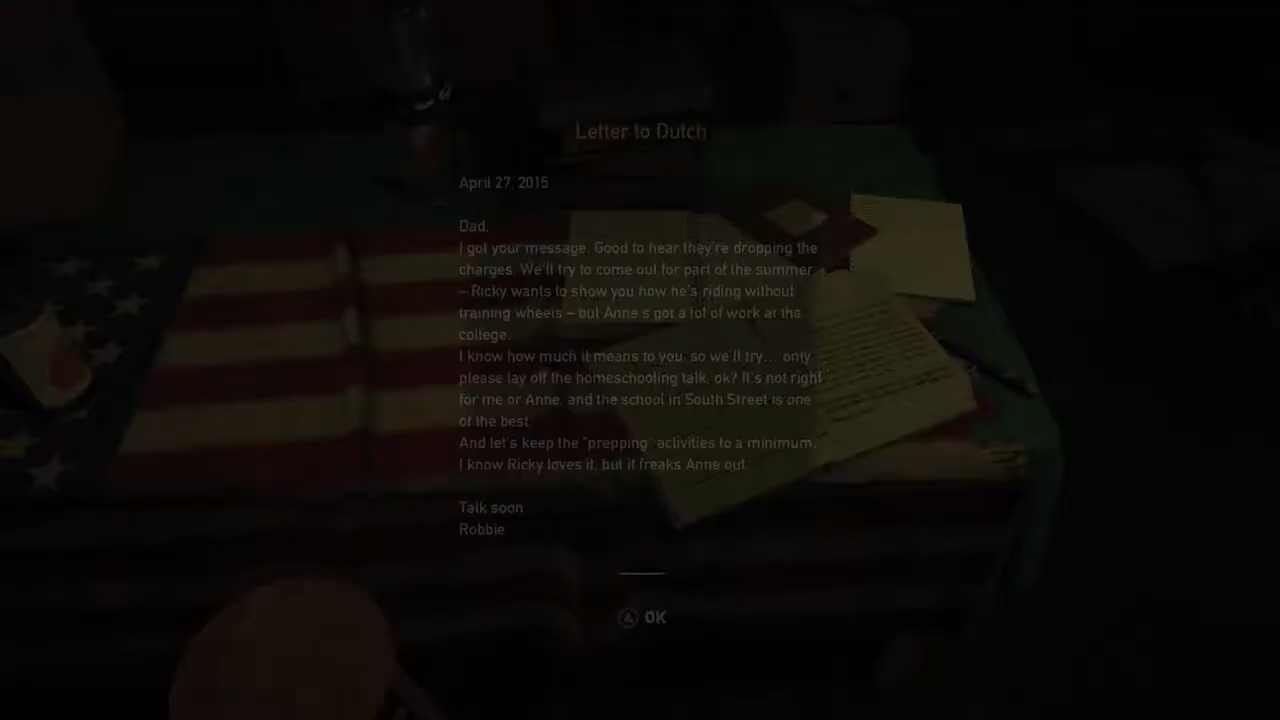 Letter to Dutch
April 27, 2015
Dad,
I got your message. Good to hear they're dropping the
charges. We'll try to come out for part of the summer
– Ricky wants to show you how he's riding without
training wheels – but Anne's got a lot of work at the
college.
I know how much it means to you, so we'll try... only
please lay off the homeschooling talk, ok? It's not right
for me or Anne, and the school in South Street is one
of the best.
And let's keep the "prepping" activities to a minimum.
I know Ricky loves it, but it freaks Anne out.
Talk soon
Robbie
A OK